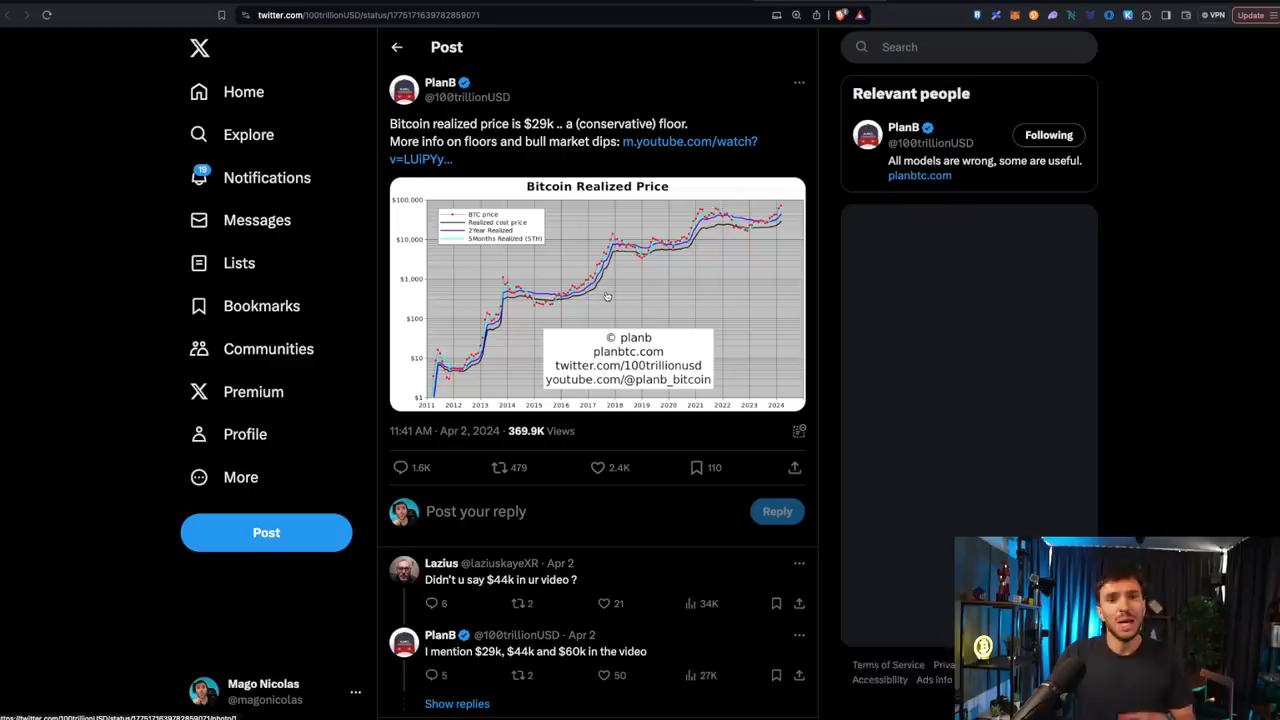 twitter.com/100trillionUSD/status/1775171639782859071
VPN
Update
Home
Explore
19
Notifications
Messages
Lists
Bookmarks
Communities
Premium
Profile
More
Post
Mago Nicolas
@magonicolas
Post
PlanB
@100trillionUSD
Bitcoin realized price is $29k .. a (conservative) floor.
More info on floors and bull market dips: m.youtube.com/watch?
v=LUiPYy...
Bitcoin Realized Price
BTC price
Realized cost price
2Year Realized
5Months Realized (STH)
$100,000
$10,000
$1,000
$100
$10
$1
2011 2012 2013 2014 2015 2016 2017 2018 2019 2020 2021 2022 2023 2024
© planb
planbtc.com
twitter.com/100trillionusd
youtube.com/@planb_bitcoin
11:41 AM · Apr 2, 2024 · 369.9K Views
1.6K 479 2.4K 110
Post your reply
Reply
Lazius @laziuskayeXR · Apr 2
Didn't u say $44k in ur video ?
6 2 21 34K
PlanB @100trillionUSD · Apr 2
I mention $29k, $44k and $60k in the video
5 2 50 27K
Show replies
Search
Relevant people
PlanB
@100trillionUSD
Following
All models are wrong, some are useful.
planbtc.com
Terms of Service Priva
Accessibility Ads info